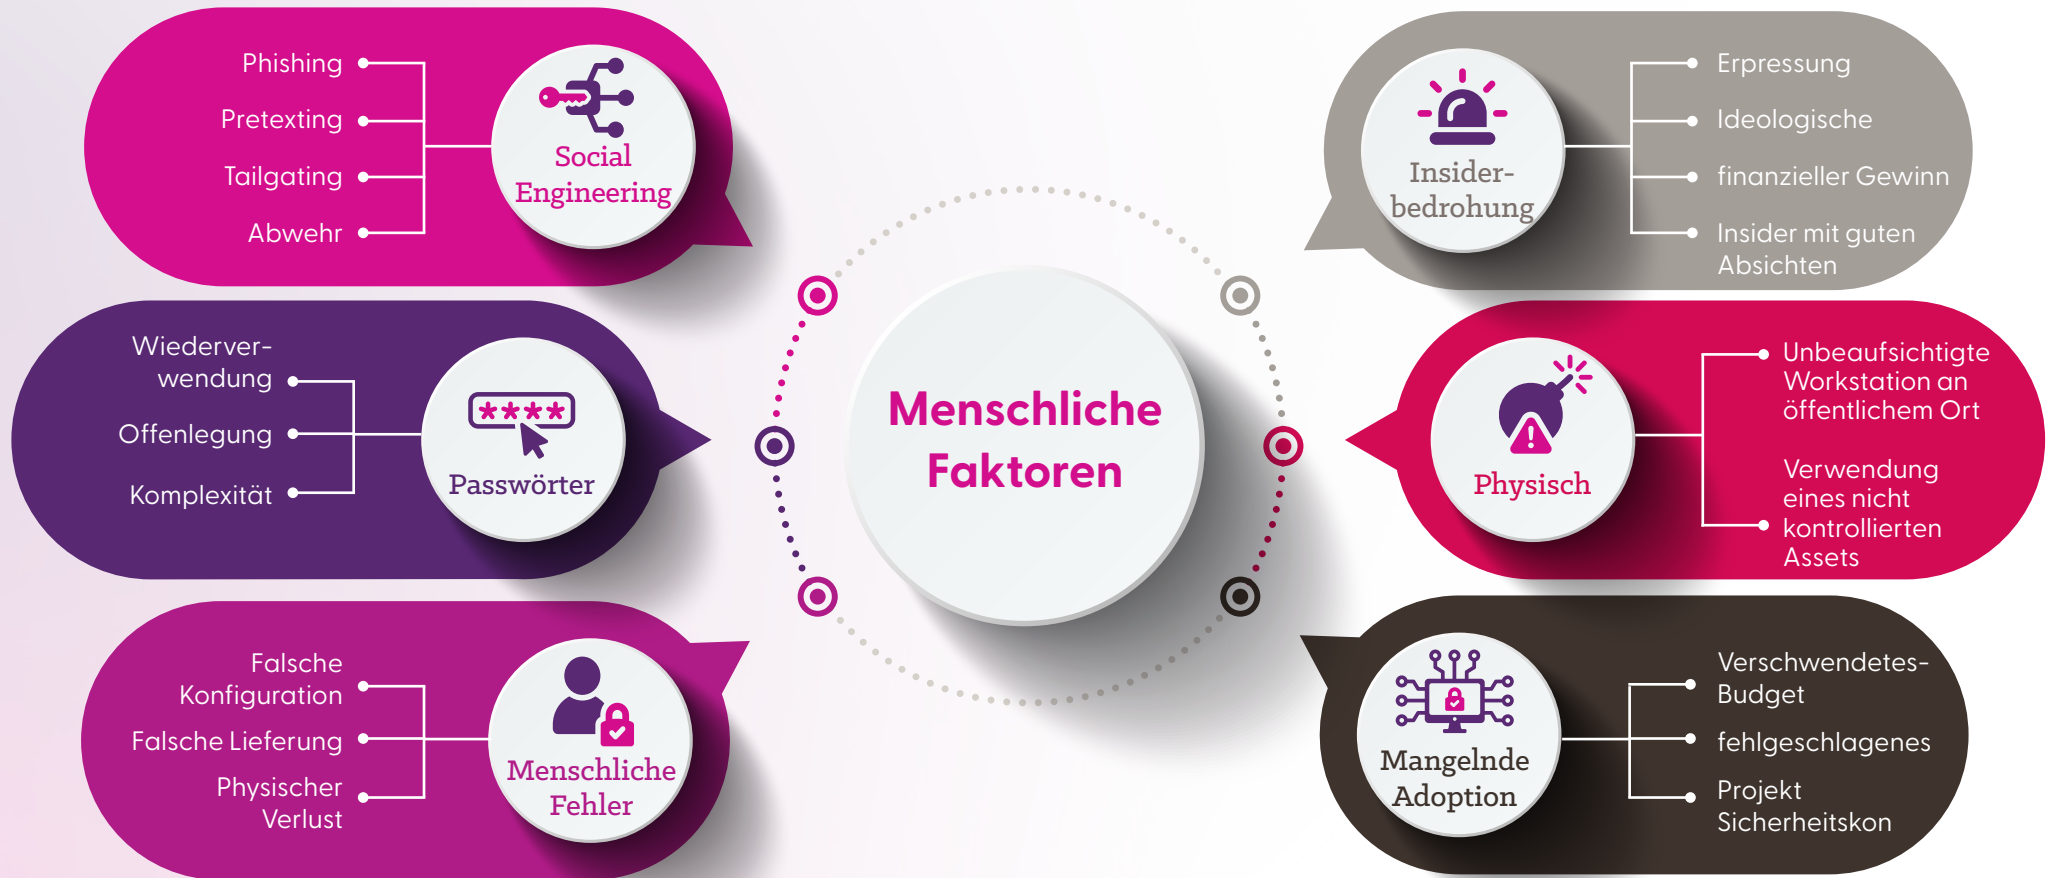 Phishing
Pretexting
Tailgating
Abwehr
Social
Engineering
Wiederver-
wendung
Offenlegung
Komplexität
****
Passwörter
Falsche
Konfiguration
Falsche Lieferung
Physischer
Verlust
Menschliche
Fehler
Menschliche
Faktoren
Insider-
bedrohung
Erpressung
Ideologische
finanzieller Gewinn
Insider mit guten
Absichten
Physisch
Unbeaufsichtigte
Workstation an
öffentlichem Ort
Verwendung
eines nicht
kontrollierten
Assets
Mangelnde
Adoption
Verschwendetes-
Budget
fehlgeschlagenes
Projekt
Sicherheitskon